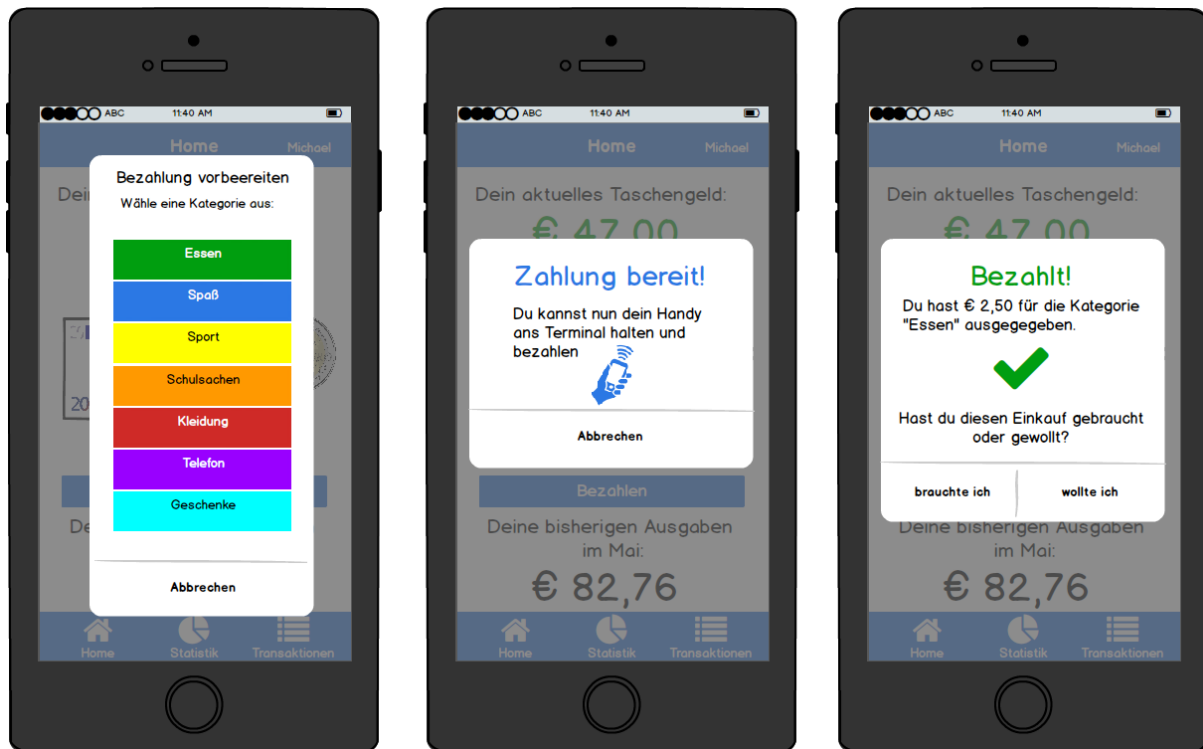 ABC 11:40 AM
Home Michael
Bezahlung vorbeereiten
Wähle eine Kategorie aus:
Essen
Spaß
Sport
Schulsachen
Kleidung
Telefon
Geschenke
Abbrechen
Home Statistik Transaktionen
ABC 11:40 AM
Home Michael
Dein aktuelles Taschengeld:
€ 47,00
Zahlung bereit!
Du kannst nun dein Handy
ans Terminal halten und
bezahlen
Abbrechen
Bezahlen
Deine bisherigen Ausgaben
im Mai:
€ 82,76
Home Statistik Transaktionen
ABC 11:40 AM
Home Michael
Dein aktuelles Taschengeld:
€ 47,00
Bezahlt!
Du hast € 2,50 für die Kategorie
"Essen" ausgegegeben.
Hast du diesen Einkauf gebraucht
oder gewollt?
brauchte ich wollte ich
Deine bisherigen Ausgaben
im Mai:
€ 82,76
Home Statistik Transaktionen